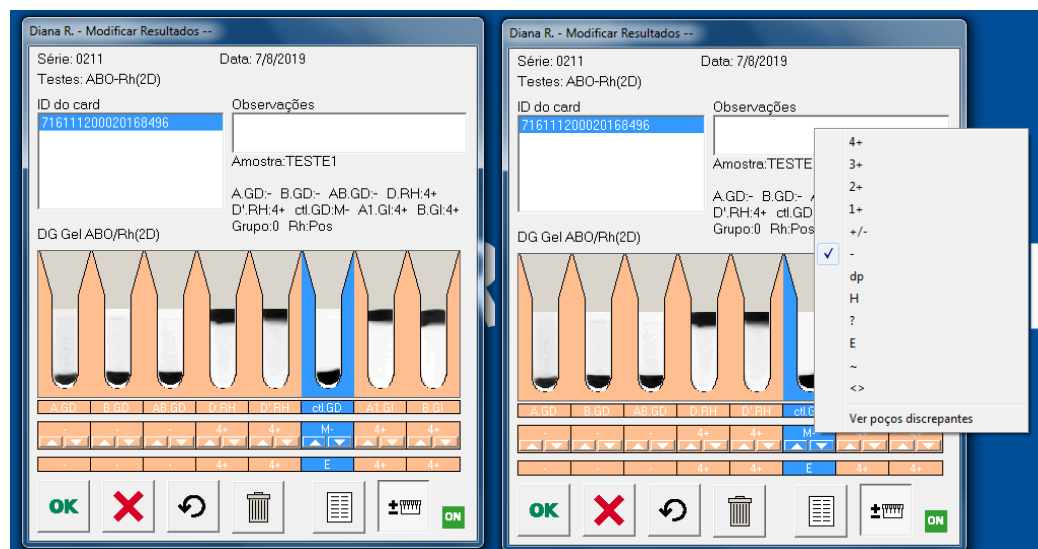 Diana R. - Modificar Resultados --
Série: 0211 Data: 7/8/2019
Testes: ABO-Rh(2D)
ID do card Observações
716111200020168496
Amostra:TESTE1
A.GD:- B.GD:- AB.GD:- D.RH:4+
D'.RH:4+ ctl.GD:M- A1.GI:4+ B.GI:4+
Grupo:0 Rh:Pos
DG Gel ABO/Rh(2D)
A.GD B.GD AB.GD D.RH D'.RH ctl.GD A1.GI B.GI
- - - 4+ 4+ M- 4+ 4+
- - - 4+ 4+ E 4+ 4+
OK ± ON
Diana R. - Modificar Resultados --
Série: 0211 Data: 7/8/2019
Testes: ABO-Rh(2D)
ID do card Observações
716111200020168496
Amostra:TESTE
A.GD:- B.GD:- A
D'.RH:4+ ctl.GD
Grupo:0 Rh:Pos
DG Gel ABO/Rh(2D)
4+
3+
2+
1+
+/-
✓ -
dp
H
?
E
~
<>
Ver poços discrepantes
A.GD B.GD AB.GD D.RH D'.RH ctl.G
- - - 4+ 4+ M- 4+ 4+
- - - 4+ 4+ E 4+ 4+
OK ± ON